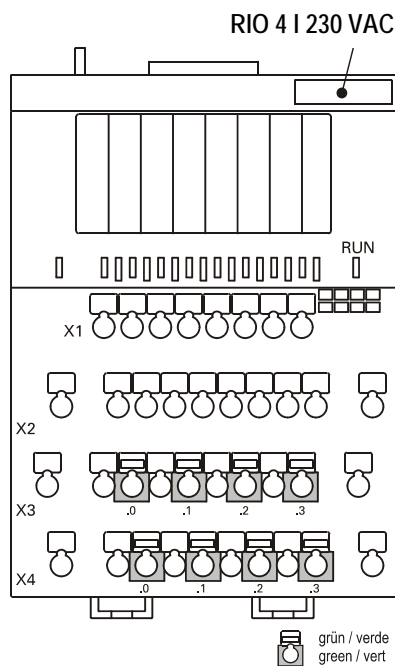 RIO 4 I 230 VAC
RUN
X1
X2
X3
.0 .1 .2 .3
X4
.0 .1 .2 .3
grün / verde
green / vert